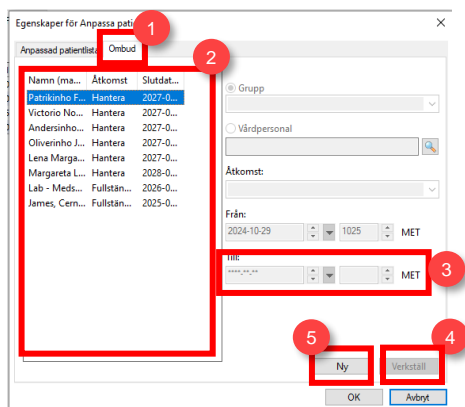 Egenskaper för Anpassa pati
1
Anpassad patientlista Ombud
2
Namn (ma... Åtkomst Slutdat...
Patrikinho F... Hantera 2027-0...
Victorio No... Hantera 2027-0...
Andersinho... Hantera 2027-0...
Oliverinho J... Hantera 2027-0...
Lena Marga... Hantera 2027-0...
Margareta L... Hantera 2028-0...
Lab - Meds... Fullstän... 2026-0...
James, Cern... Fullstän... 2025-0...
Grupp
Vårdpersonal
Åtkomst:
Från:
2024-10-29 1025 MET
Till:
****-**-** MET
3
5
4
Ny Verkställ
OK Avbryt